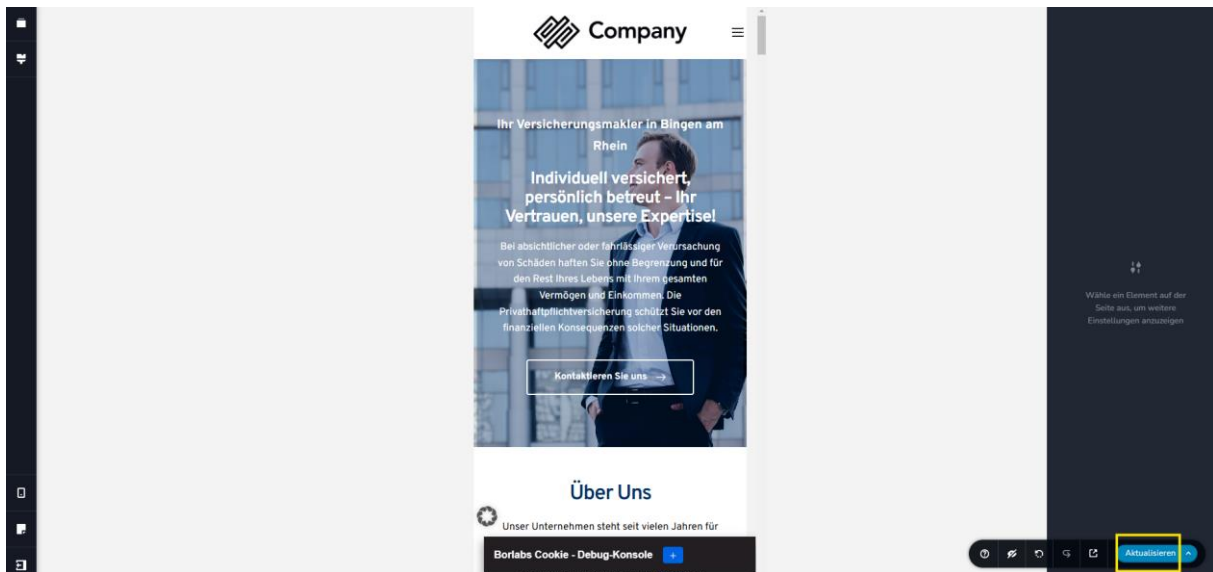 Company
Ihr Versicherungsmakler in Bingen am
Rhein
Individuell versichert,
persönlich betreut – Ihr
Vertrauen, unsere Expertise!
Bei absichtlicher oder fahrlässiger Verursachung
von Schäden haften Sie ohne Begrenzung und für
den Rest Ihres Lebens mit Ihrem gesamten
Vermögen und Einkommen. Die
Privathaftpflichtversicherung schützt Sie vor den
finanziellen Konsequenzen solcher Situationen.
Kontaktieren Sie uns →
Über Uns
Unser Unternehmen steht seit vielen Jahren für
Borlabs Cookie - Debug-Konsole +
Wähle ein Element auf der
Seite aus, um weitere
Einstellungen anzuzeigen
Aktualisieren